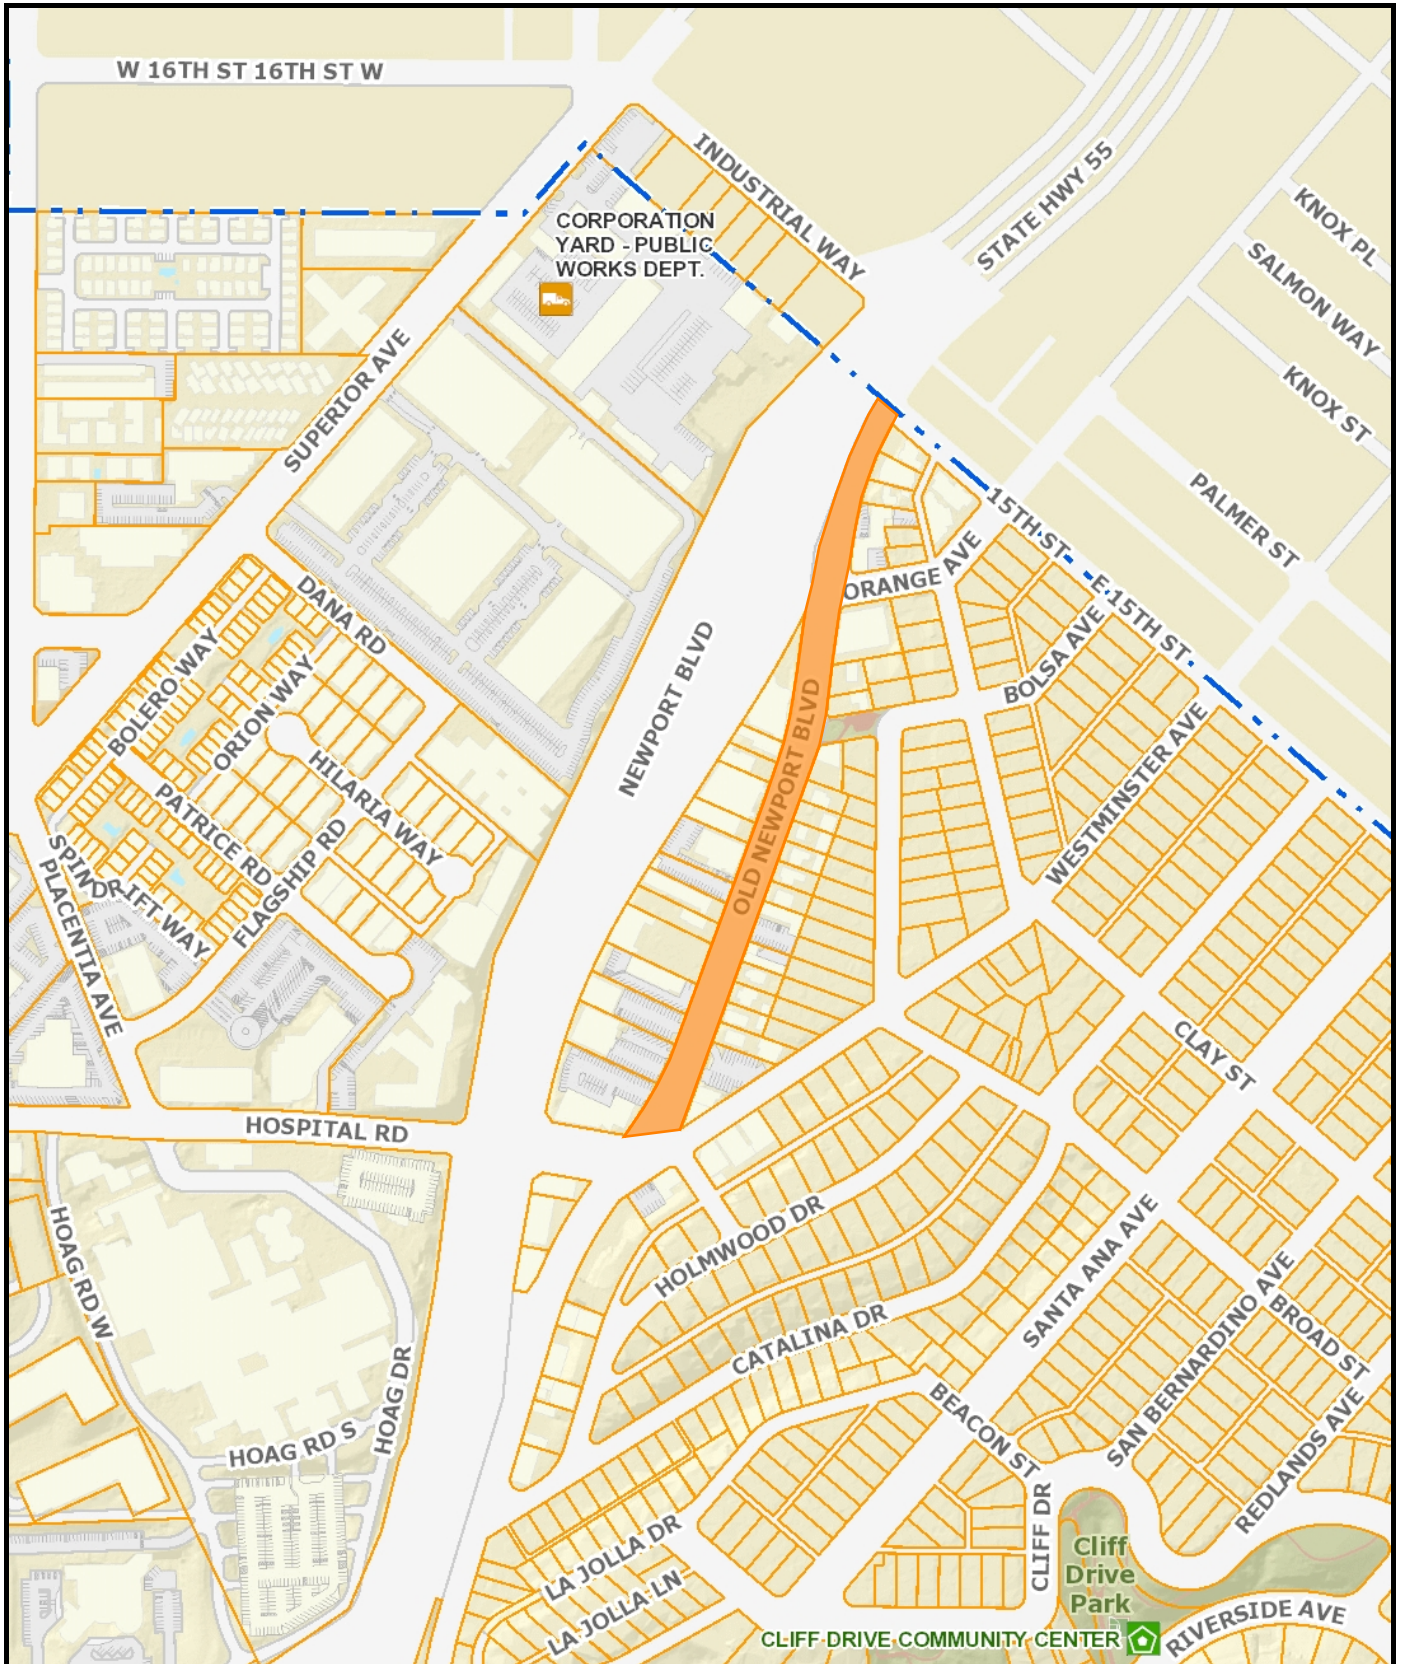 W 16TH ST 16TH ST W
INDUSTRIAL WAY
STATE HWY 55
KNOX PL
SALMON WAY
KNOX ST
CORPORATION
YARD - PUBLIC
WORKS DEPT.
SUPERIOR AVE
PALMER ST
15TH ST
E 15TH ST
ORANGE AVE
BOLSA AVE
DANA RD
BOLERO WAY
ORION WAY
NEWPORT BLVD
OLD NEWPORT BLVD
WESTMINSTER AVE
HILARIA WAY
PATRICE RD
FLAGSHIP RD
SPINDRIFT WAY
PLACENTIA AVE
CLAY ST
HOSPITAL RD
HOAG RD W
HOLMWOOD DR
SANTA ANA AVE
CATALINA DR
SAN BERNARDINO AVE
BROAD ST
HOAG DR
HOAG RD S
BEACON ST
REDLANDS AVE
CLIFF DR
LA JOLLA DR
LA JOLLA LN
Cliff
Drive
Park
CLIFF DRIVE COMMUNITY CENTER
RIVERSIDE AVE